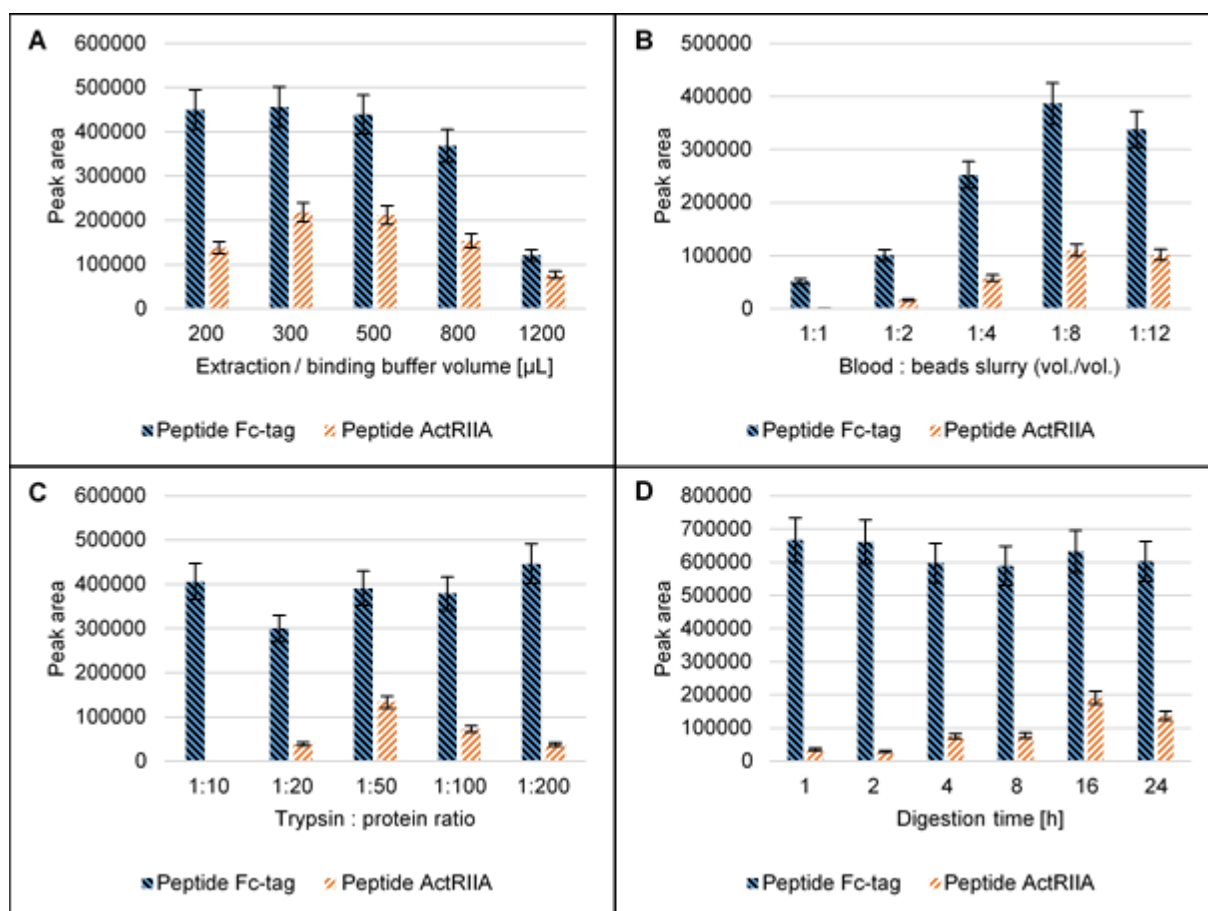 A
600000
500000
400000
300000
200000
100000
0
Peak area
200 300 500 800 1200
Extraction / binding buffer volume [µL]
Peptide Fc-tag Peptide ActRIIA
B
500000
400000
300000
200000
100000
0
Peak area
1:1 1:2 1:4 1:8 1:12
Blood : beads slurry (vol./vol.)
Peptide Fc-tag Peptide ActRIIA
C
600000
500000
400000
300000
200000
100000
0
Peak area
1:10 1:20 1:50 1:100 1:200
Trypsin : protein ratio
Peptide Fc-tag Peptide ActRIIA
D
800000
700000
600000
500000
400000
300000
200000
100000
0
Peak area
1 2 4 8 16 24
Digestion time [h]
Peptide Fc-tag Peptide ActRIIA